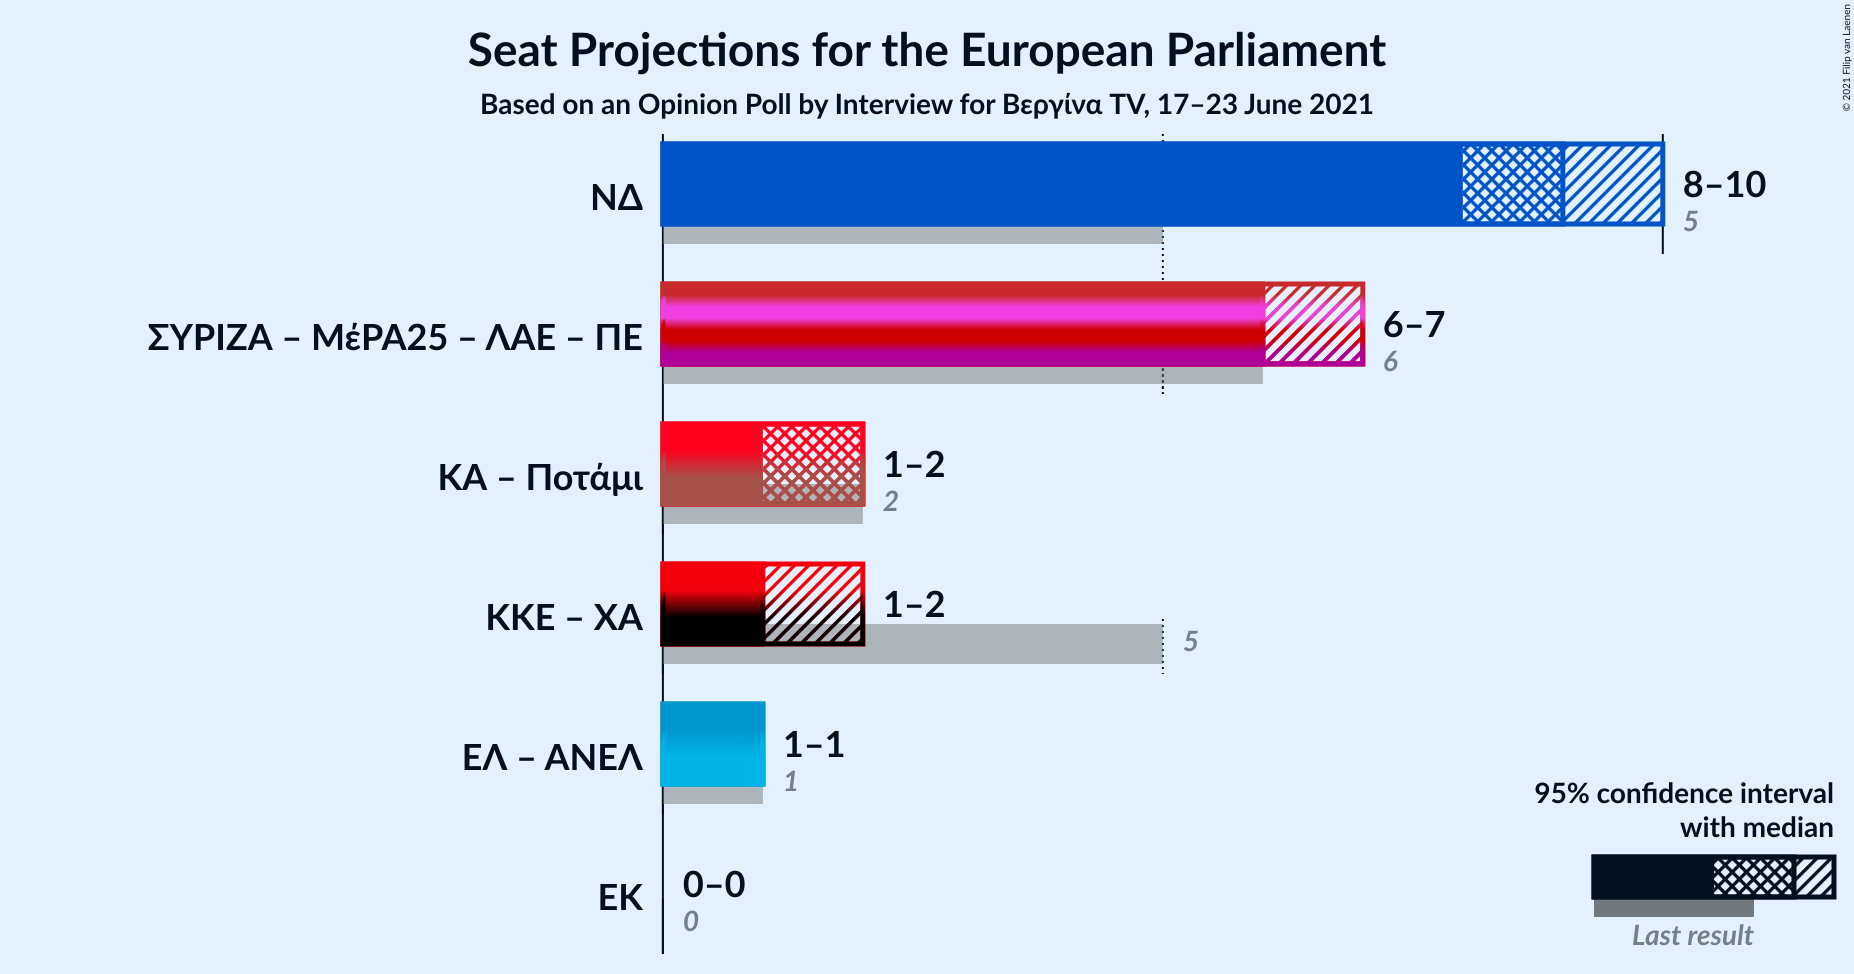 Seat Projections for the European Parliament
Based on an Opinion Poll by Interview for Βεργίνα TV, 17–23 June 2021
© 2021 Filip van Laenen
ΝΔ
8–10
5
ΣΥΡΙΖΑ – ΜέΡΑ25 – ΛΑΕ – ΠΕ
6–7
6
ΚΑ – Ποτάμι
1–2
2
ΚΚΕ – ΧΑ
1–2
5
ΕΛ – ΑΝΕΛ
1–1
1
ΕΚ
0–0
0
95% confidence interval
with median
Last result